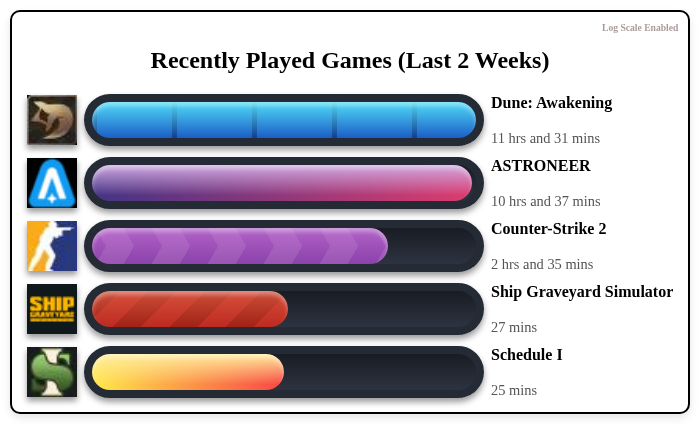 Log Scale Enabled
Recently Played Games (Last 2 Weeks)
Dune: Awakening
11 hrs and 31 mins
ASTRONEER
10 hrs and 37 mins
Counter-Strike 2
2 hrs and 35 mins
SHIP
GRAVEYARD
Ship Graveyard Simulator
27 mins
S
Schedule I
25 mins